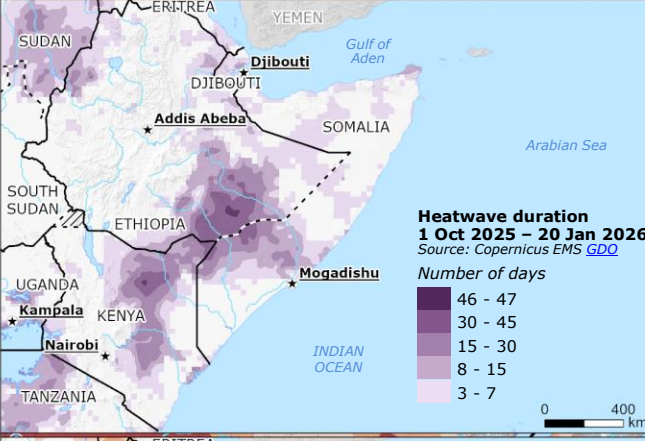 ERITREA
YEMEN
SUDAN
Gulf of
Aden
Djibouti
DJIBOUTI
Addis Abeba
SOMALIA
Arabian Sea
SOUTH
SUDAN
ETHIOPIA
Heatwave duration
1 Oct 2025 – 20 Jan 2026
Source: Copernicus EMS GDO
Number of days
Mogadishu
UGANDA
46 - 47
Kampala
KENYA
30 - 45
Nairobi
INDIAN
OCEAN
15 - 30
8 - 15
TANZANIA
3 - 7
0 400
km
ERITREA